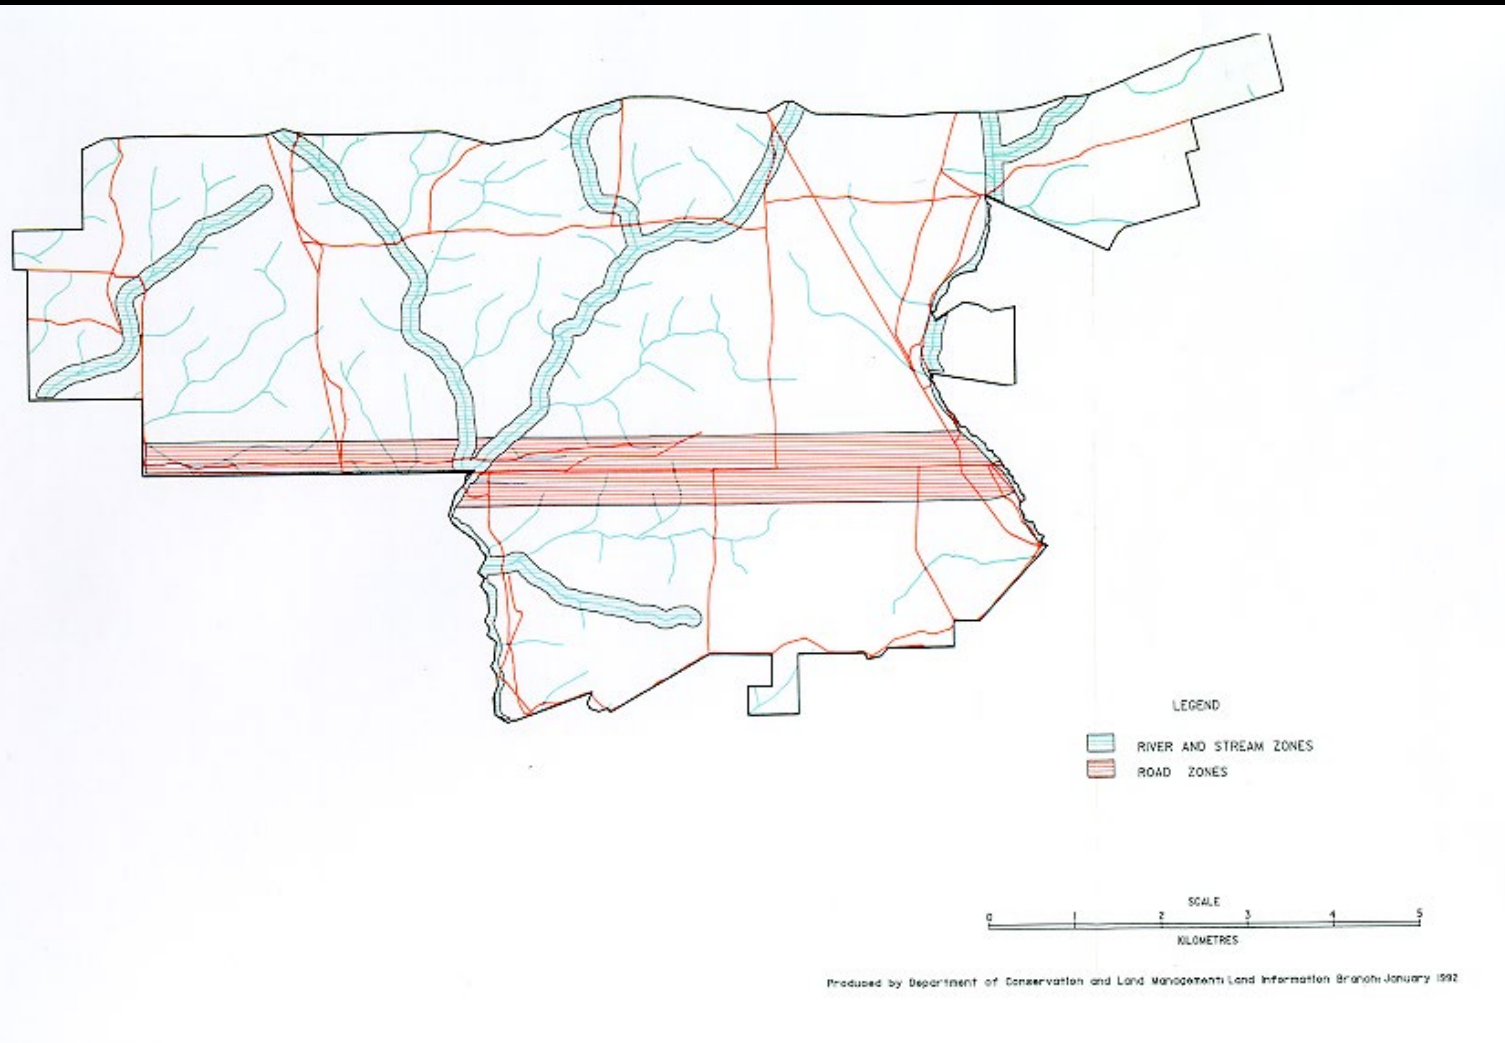 LEGEND
RIVER AND STREAM ZONES
ROAD ZONES
SCALE
0 1 2 3 4 5
KILOMETRES
Produced by Department of Conservation and Land Management: Land Information Branch: January 1992